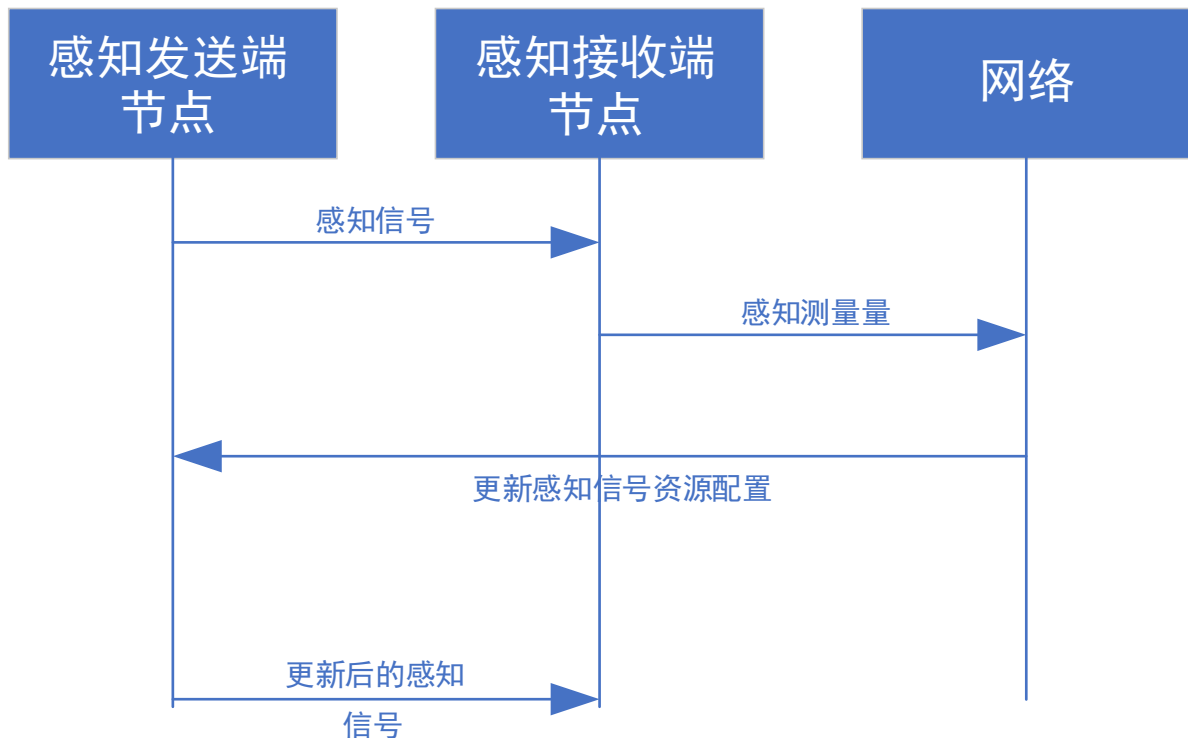 感知发送端
节点
感知接收端
节点
网络
感知信号
感知测量量
更新感知信号资源配置
更新后的感知
信号